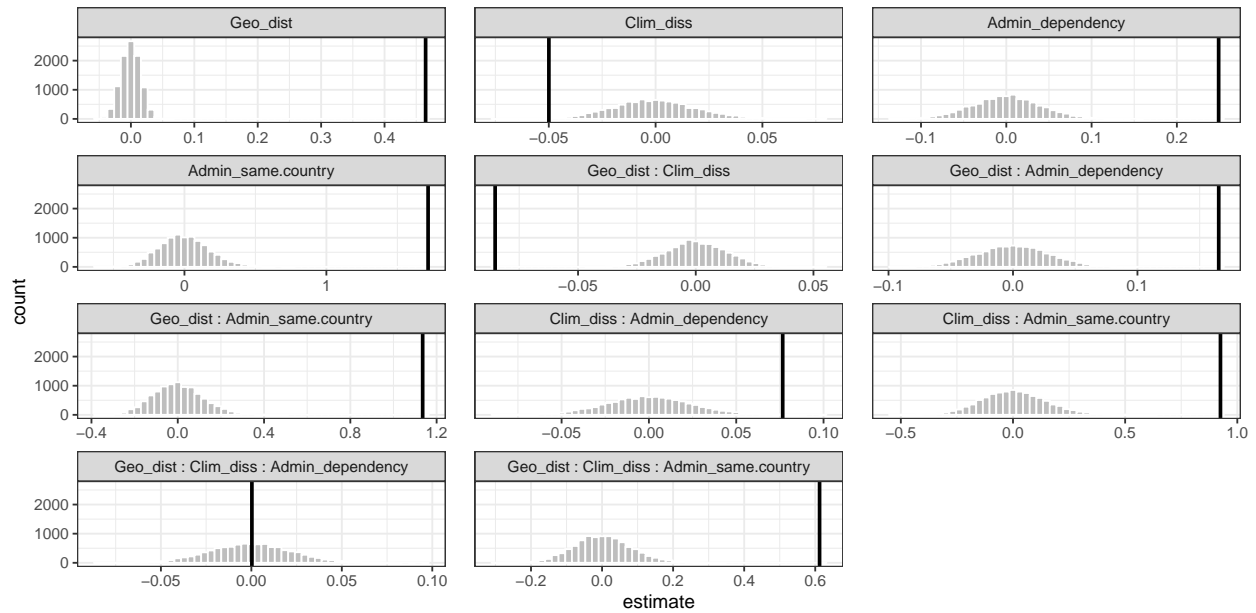 Geo_dist
Clim_diss
Admin_dependency
2000
1000
0
0.0 0.1 0.2 0.3 0.4
−0.05 0.00 0.05
−0.1 0.0 0.1 0.2
Admin_same.country
Geo_dist : Clim_diss
Geo_dist : Admin_dependency
2000
1000
0
0 1
−0.05 0.00 0.05
−0.1 0.0 0.1
count
Geo_dist : Admin_same.country
Clim_diss : Admin_dependency
Clim_diss : Admin_same.country
2000
1000
0
−0.4 0.0 0.4 0.8 1.2
−0.05 0.00 0.05 0.10
−0.5 0.0 0.5 1.0
Geo_dist : Clim_diss : Admin_dependency
Geo_dist : Clim_diss : Admin_same.country
2000
1000
0
−0.05 0.00 0.05 0.10
−0.2 0.0 0.2 0.4 0.6
estimate